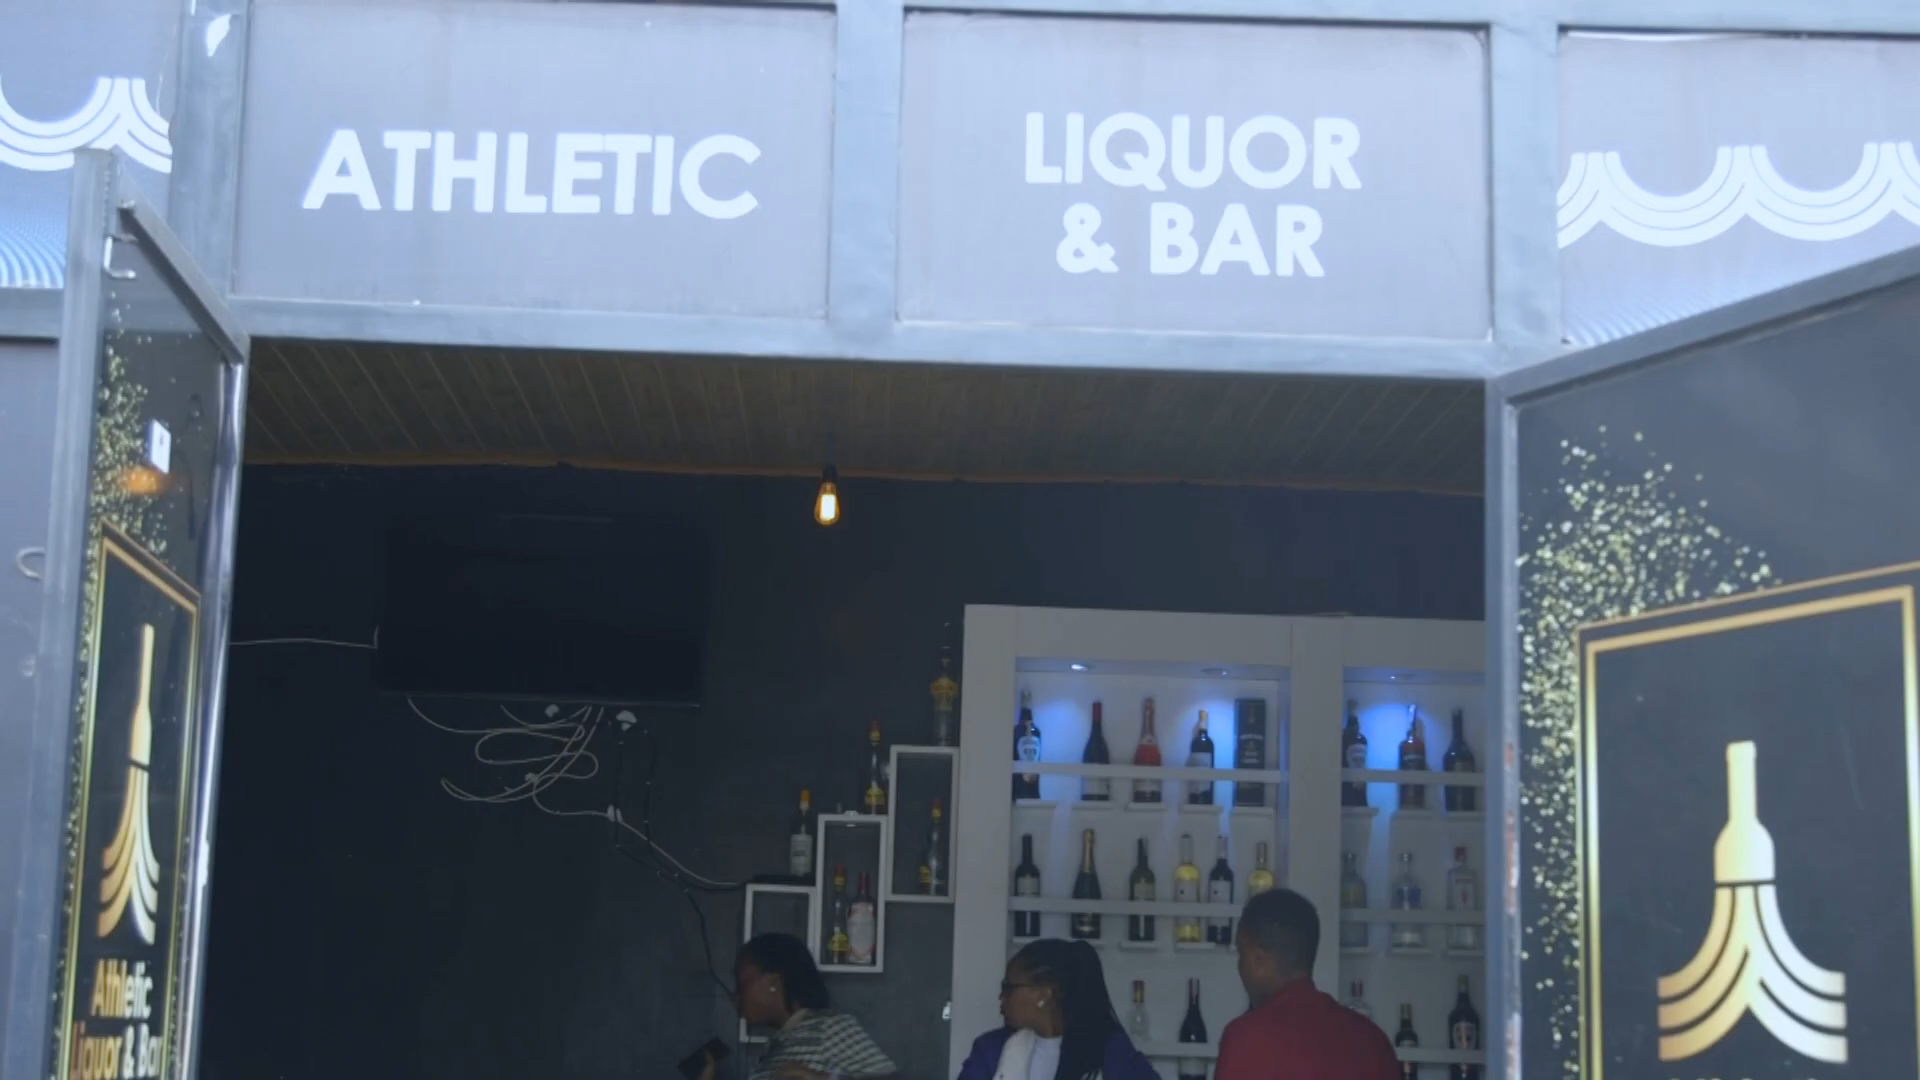 ATHLETIC
LIQUOR
& BAR
Athletic
Liquor & Bar